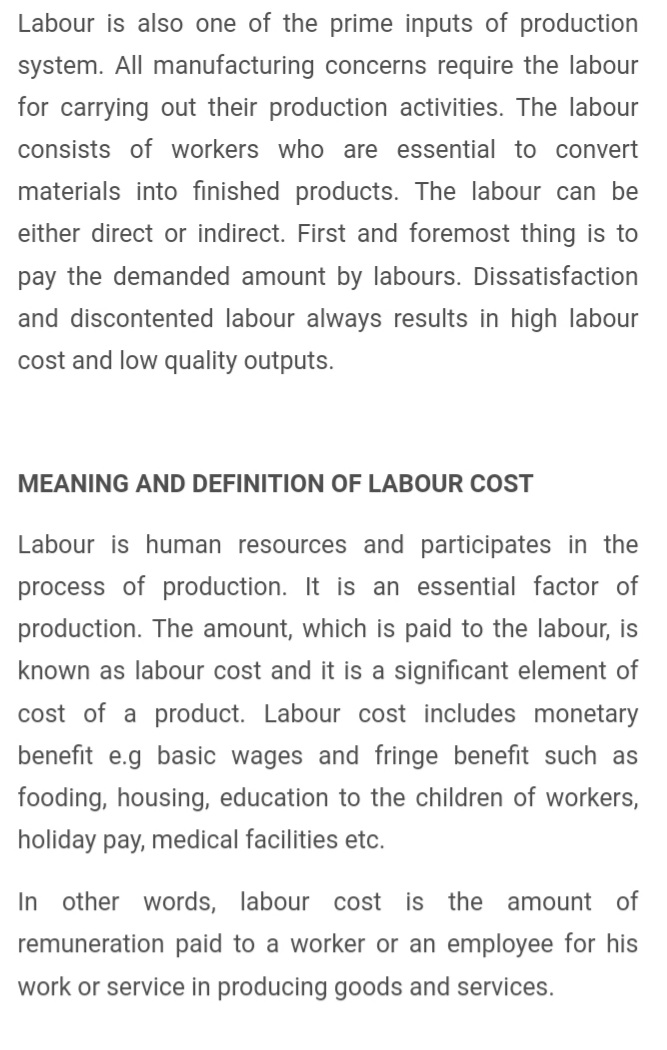 Labour is also one of the prime inputs of production
system. All manufacturing concerns require the labour
for carrying out their production activities. The labour
consists of workers who are essential to convert
materials into finished products. The labour can be
either direct or indirect. First and foremost thing is to
pay the demanded amount by labours. Dissatisfaction
and discontented labour always results in high labour
cost and low quality outputs.
MEANING AND DEFINITION OF LABOUR COST
Labour is human resources and participates in the
process of production. It is an essential factor of
production. The amount, which is paid to the labour, is
known as labour cost and it is a significant element of
cost of a product. Labour cost includes monetary
benefit e.g basic wages and fringe benefit such as
fooding, housing, education to the children of workers,
holiday pay, medical facilities etc.
In other words, labour cost is the amount of
remuneration paid to a worker or an employee for his
work or service in producing goods and services.